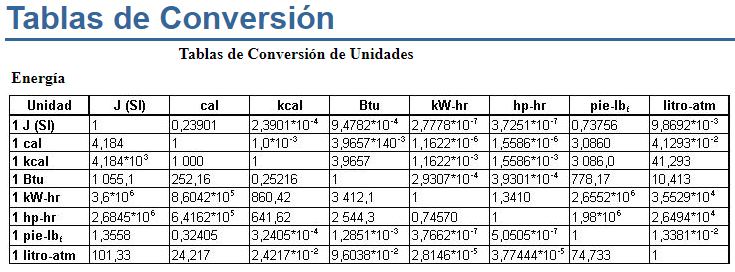 Tablas de Conversión
Tablas de Conversión de Unidades
Energía
Unidad J (SI) cal kcal Btu kW-hr hp-hr pie-lbf litro-atm
1 J (SI) 1 0,23901 2,3901*10-4 9,4782*10-4 2,7778*10-7 3,7251*10-7 0,73756 9,8692*10-3
1 cal 4,184 1 1,0*10-3 3,9657*140-3 1,1622*10-6 1,5586*10-6 3,0860 4,1293*10-2
1 kcal 4,184*103 1 000 1 3,9657 1,1622*10-3 1,5586*10-3 3 086,0 41,293
1 Btu 1 055,1 252,16 0,25216 1 2,9307*10-4 3,9301*10-4 778,17 10,413
1 kW-hr 3,6*106 8,6042*105 860,42 3 412,1 1 1,3410 2,6552*106 3,5529*104
1 hp-hr 2,6845*106 6,4162*105 641,62 2 544,3 0,74570 1 1,98*106 2,6494*104
1 pie-lbf 1,3558 0,32405 3,2405*10-4 1,2851*10-3 3,7662*10-7 5,0505*10-7 1 1,3381*10-2
1 litro-atm 101,33 24,217 2,4217*10-2 9,6038*10-2 2,8146*10-5 3,77444*10-5 74,733 1